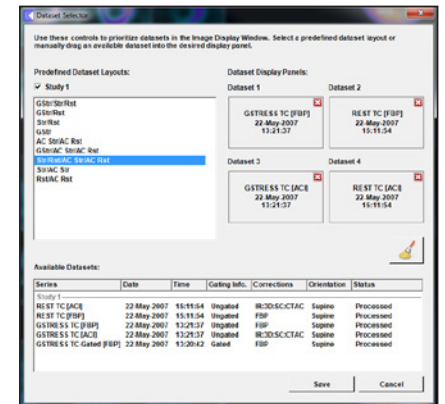 Dataset Selector
Use these controls to prioritize datasets in the Image Display Window. Select a predefined dataset layout or
manually drag an available dataset into the desired display panel.
Predefined Dataset Layouts:
Study 1
GStr/Str/Rst
GStr/Rst
Str/Rst
GStr
AC Str/AC Rst
GStr/AC Str/AC Rst
Str/Rst/AC Str/AC Rst
Str/AC Str
Rst/AC Rst
Dataset Display Panels:
Dataset 1
GSTRESS TC [FBP]
22-May-2007
13:21:37
Dataset 2
REST TC [FBP]
22-May-2007
15:11:54
Dataset 3
GSTRESS TC [ACI]
22-May-2007
13:21:37
Dataset 4
REST TC [ACI]
22-May-2007
15:11:54
Available Datasets:
Series Date Time Gating Info. Corrections Orientation Status
Study 1
REST TC [ACI] 22-May-2007 15:11:54 Ungated IR:3D:SC:CTAC Supine Processed
REST TC [FBP] 22-May-2007 15:11:54 Ungated FBP Supine Processed
GSTRESS TC [FBP] 22-May-2007 13:21:37 Ungated FBP Supine Processed
GSTRESS TC [ACI] 22-May-2007 13:21:37 Ungated IR:3D:SC:CTAC Supine Processed
GSTRESS TC Gated [FBP] 22-May-2007 13:20:42 Gated FBP Supine Processed
Save Cancel